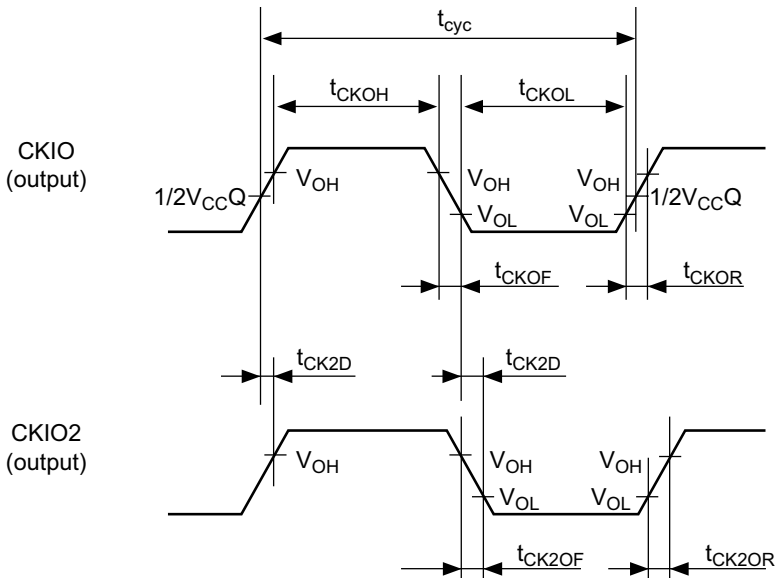 tcyc
tCKOH
tCKOL
CKIO
(output)
VOH
VOH
VOH
1/2VCCQ
1/2VCCQ
VOL
VOL
tCKOF
tCKOR
tCK2D
tCK2D
CKIO2
(output)
VOH
VOH
VOH
VOL
VOL
tCK2OF
tCK2OR